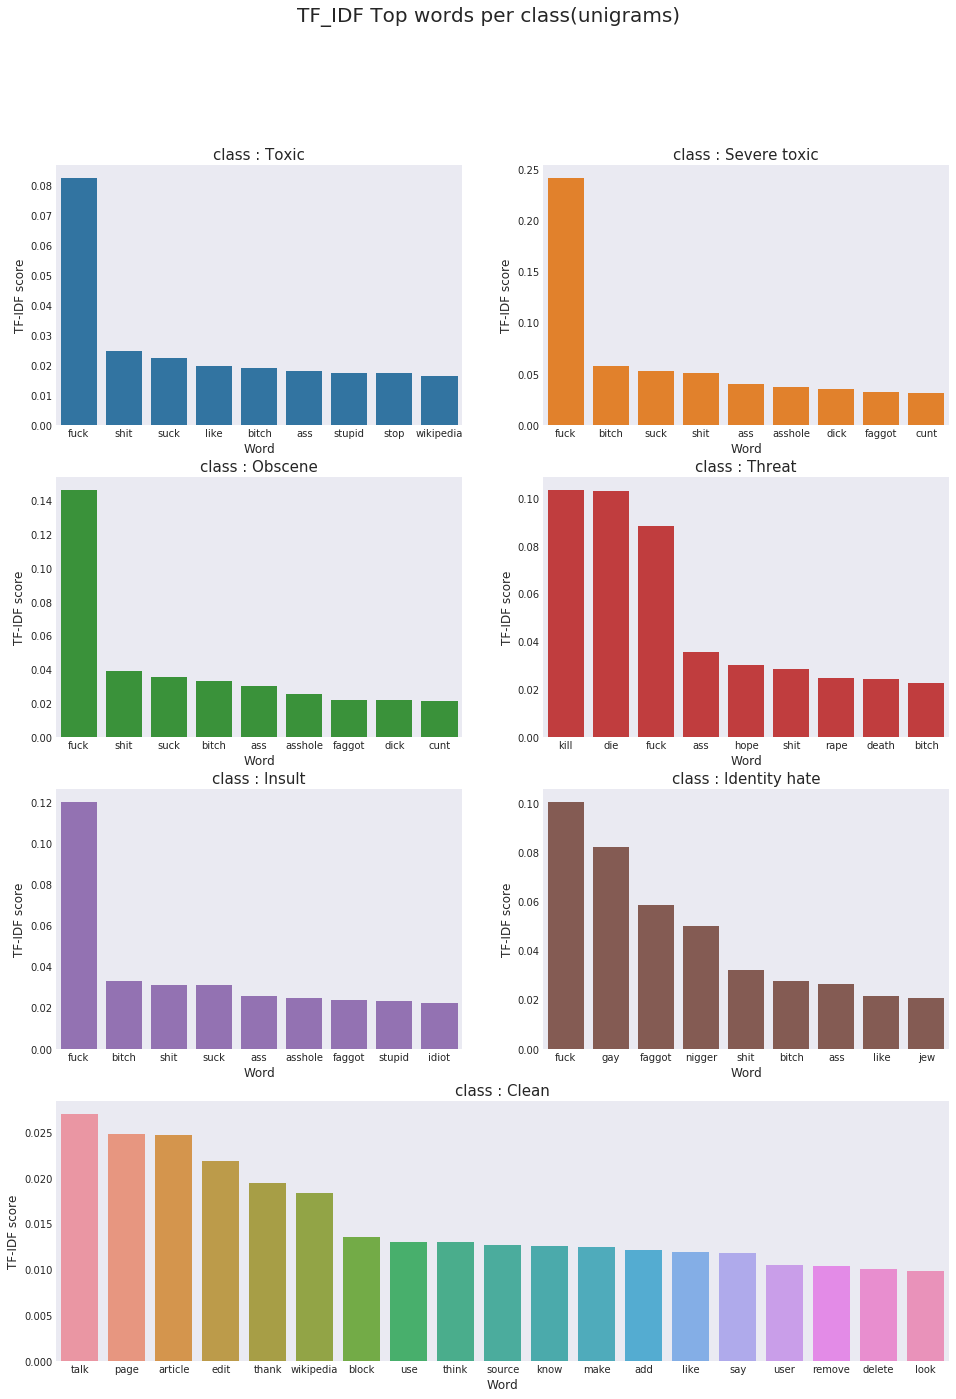 TF_IDF Top words per class(unigrams)
class : Toxic
TF-IDF score
0.08
0.07
0.06
0.05
0.04
0.03
0.02
0.01
0.00
fuck shit suck like bitch ass stupid stop wikipedia
Word
class : Severe toxic
TF-IDF score
0.25
0.20
0.15
0.10
0.05
0.00
fuck bitch suck shit ass asshole dick faggot cunt
Word
class : Obscene
TF-IDF score
0.14
0.12
0.10
0.08
0.06
0.04
0.02
0.00
fuck shit suck bitch ass asshole faggot dick cunt
Word
class : Threat
TF-IDF score
0.10
0.08
0.06
0.04
0.02
0.00
kill die fuck ass hope shit rape death bitch
Word
class : Insult
TF-IDF score
0.12
0.10
0.08
0.06
0.04
0.02
0.00
fuck bitch shit suck ass asshole faggot stupid idiot
Word
class : Identity hate
TF-IDF score
0.10
0.08
0.06
0.04
0.02
0.00
fuck gay faggot nigger shit bitch ass like jew
Word
class : Clean
TF-IDF score
0.025
0.020
0.015
0.010
0.005
0.000
talk page article edit thank wikipedia block use think source know make add like say user remove delete look
Word